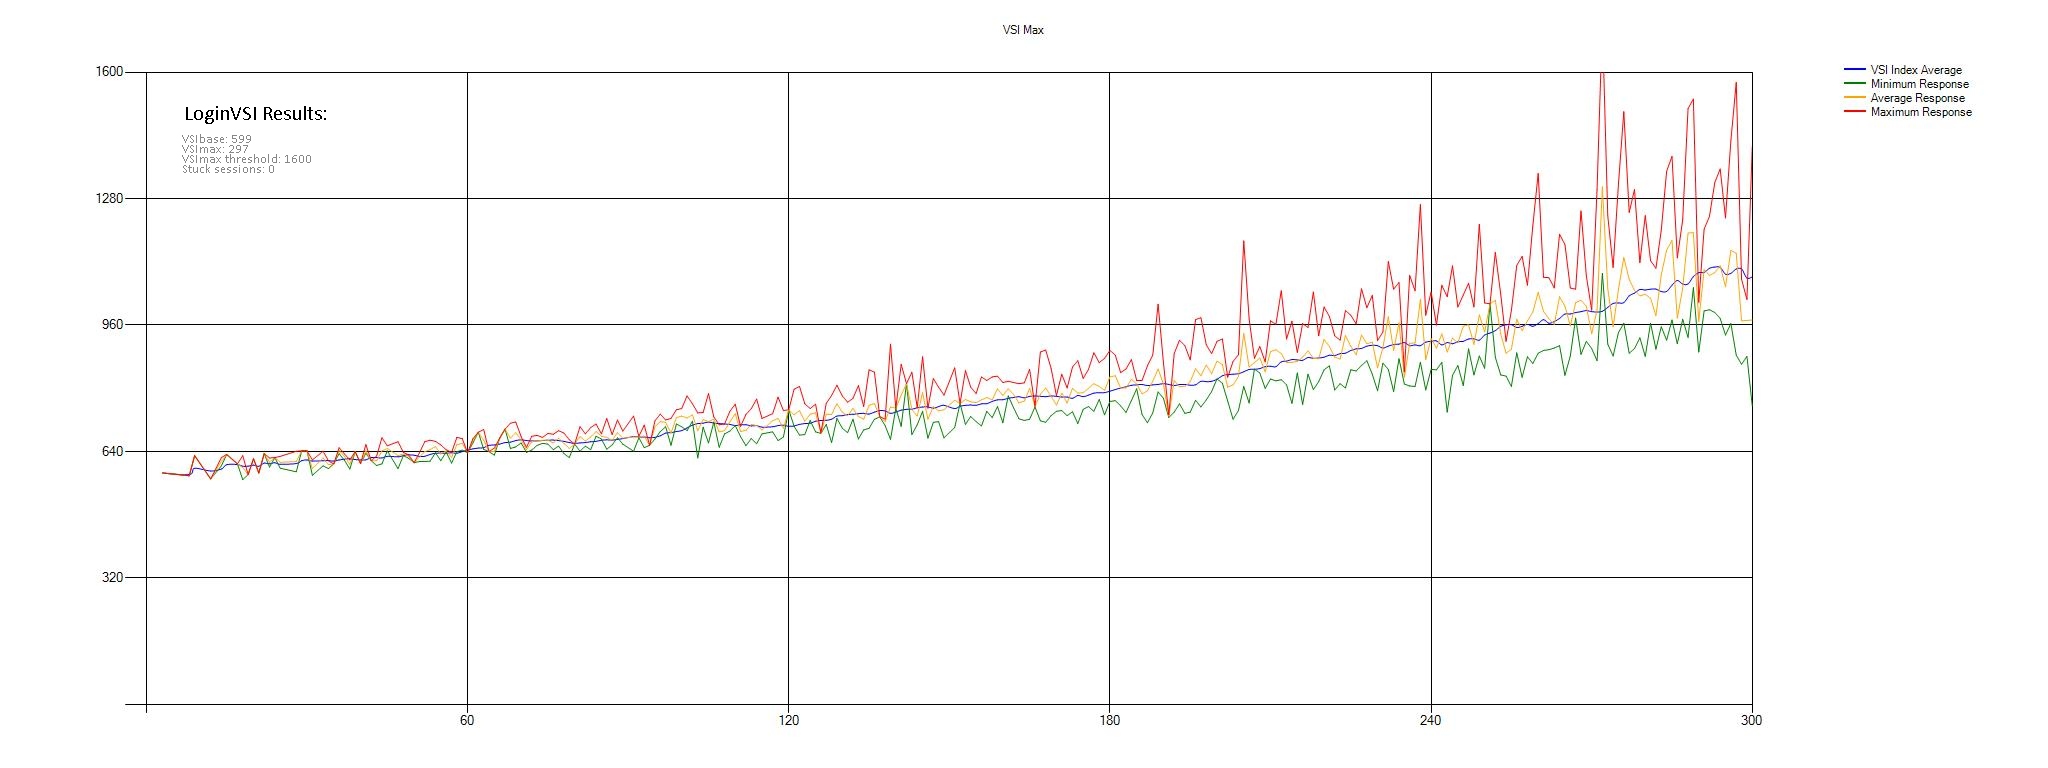 VSI Max
1600
1280
960
640
320
LoginVSI Results:
VSIbase: 599
VSImax: 297
VSImax threshold: 1600
Stuck sessions: 0
VSI Index Average
Minimum Response
Average Response
Maximum Response
60
120
180
240
300